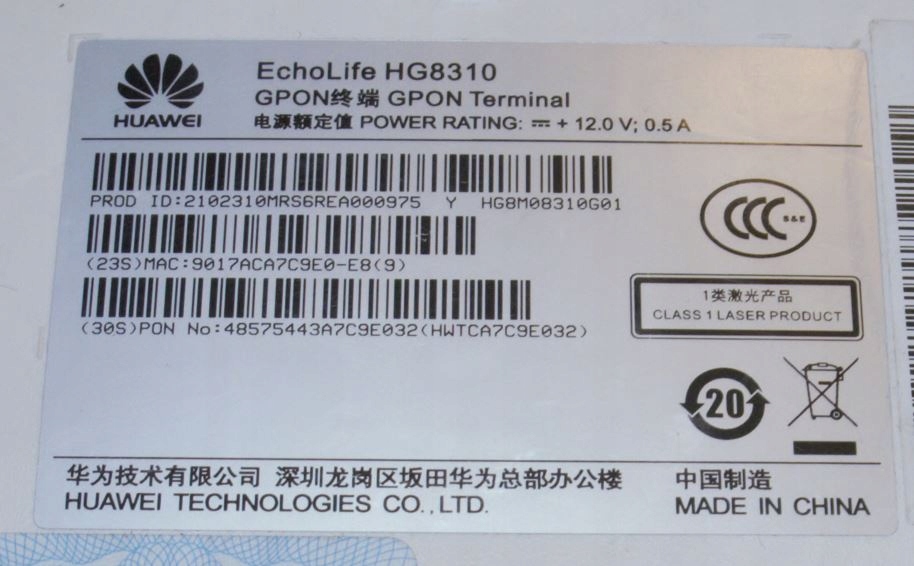 HUAWEI
EchoLife HG8310
GPON终端 GPON Terminal
电源额定值 POWER RATING: ⎓ + 12.0 V; 0.5 A
PROD ID:2102310MRS6REA000975 Y HG8M08310G01
(23S)MAC:9017ACA7C9E0-E8(9)
(30S)PON No:48575443A7C9E032(HWTCA7C9E032)
CCC S&E
1类激光产品
CLASS 1 LASER PRODUCT
20
华为技术有限公司 深圳龙岗区坂田华为总部办公楼 中国制造
HUAWEI TECHNOLOGIES CO.,LTD. MADE IN CHINA